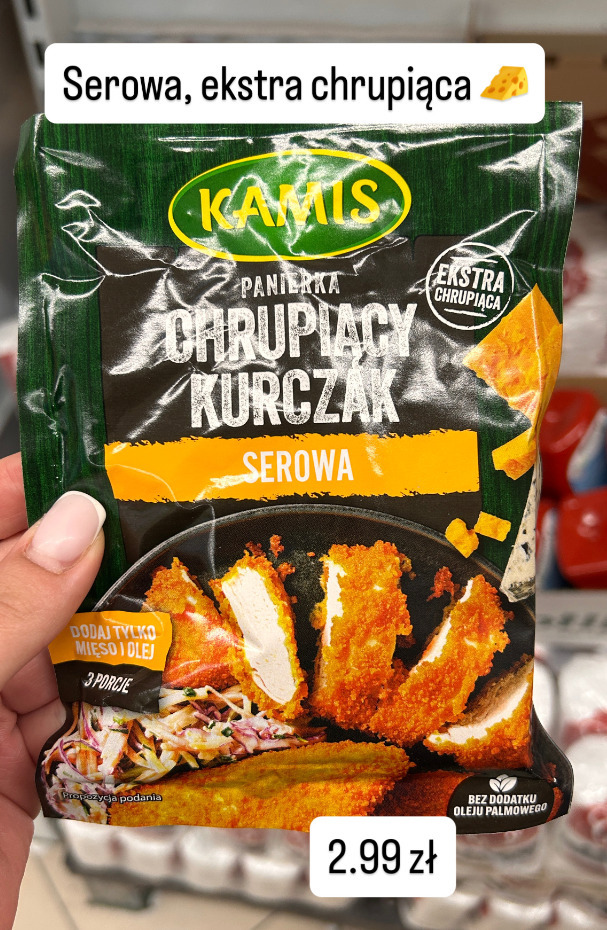 Serowa, ekstra chrupiąca 🧀
KAMIS
PANIERKA
EKSTRA
CHRUPIĄCA
CHRUPIĄCY
KURCZAK
SEROWA
DODAJ TYLKO
MIĘSO I OLEJ
3 PORCJE
Propozycja podania
BEZ DODATKU
OLEJU PALMOWEGO
2.99 zł